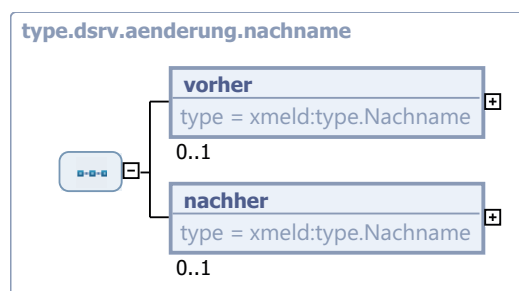 type.dsrv.aenderung.nachname
vorher
type = xmeld:type.Nachname
0..1
nachher
type = xmeld:type.Nachname
0..1